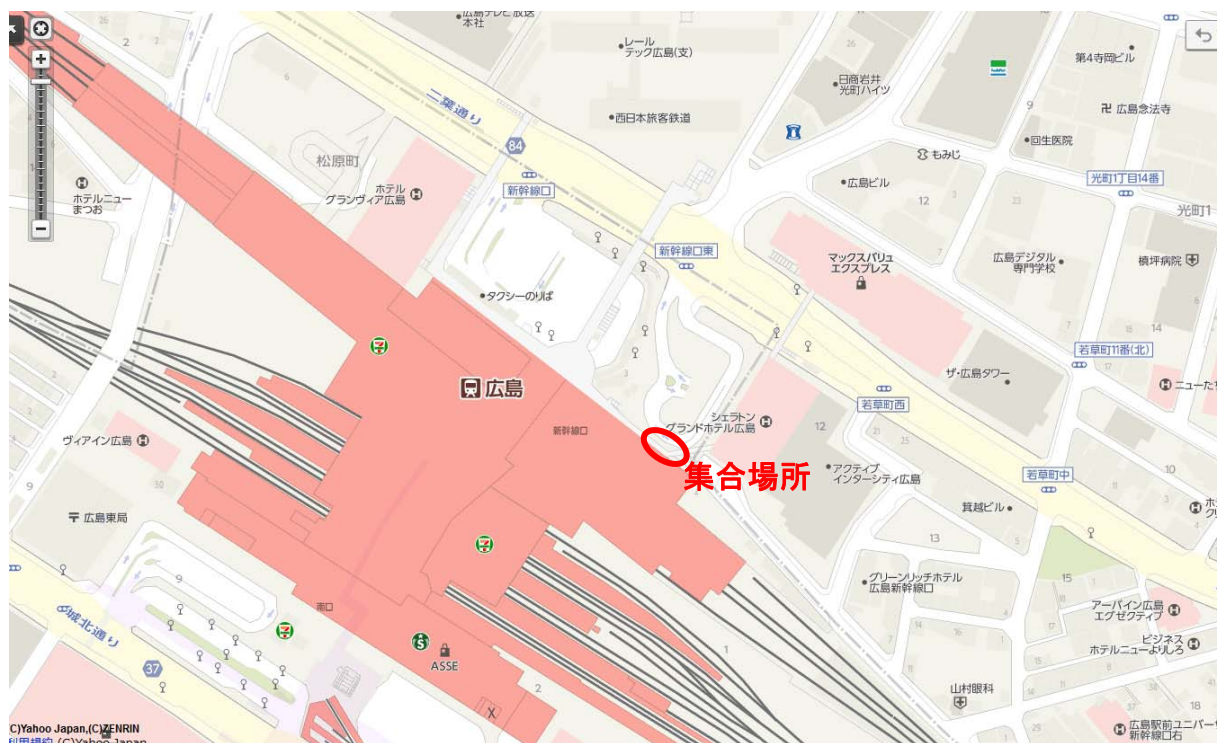 広島テレビ放送
本社
レール
テック広島(支)
第4寺岡ビル
日商岩井
光町ハイツ
二葉通り
西日本旅客鉄道
広島念法寺
84
回生医院
もみじ
松原町
ホテル
グランヴィア広島
新幹線口
広島ビル
光町1丁目14番
ホテルニュー
まつお
光町1
12
3
23
新幹線口東
マックスバリュ
エクスプレス
広島デジタル
専門学校
槙坪病院
タクシーのりば
若草町11番(北)
広島
ザ・広島タワー
ニューた
若草町西
シェラトン
グランドホテル広島
12
新幹線口
ヴィアイン広島
集合場所
アクティブ
インターシティ広島
若草町中
10
箕越ビル
広島東局
13
グリーンリッチホテル
広島新幹線口
15
アーバイン広島
エグゼクティブ
南口
城北通り
ビジネス
ホテルニューよりしろ
37
ASSE
山村眼科
広島駅前ユニバー
新幹線口右
(C)Yahoo Japan,(C)ZENRIN
利用規約 (C)Yahoo Japan